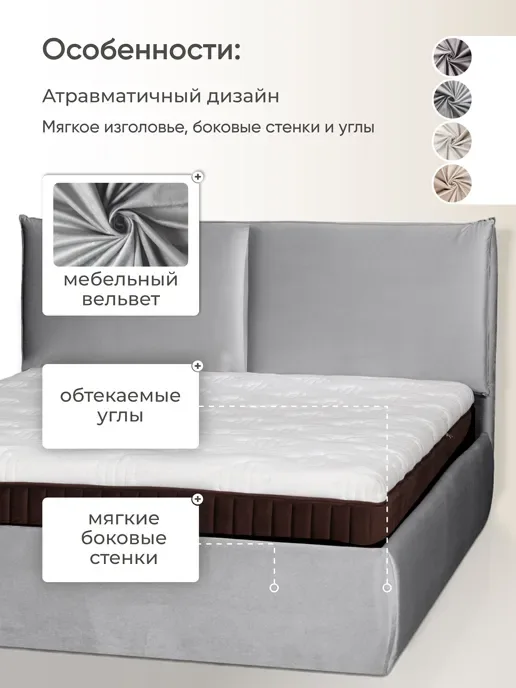 Особенности:
Атравматичный дизайн
Мягкое изголовье, боковые стенки и углы
мебельный
вельвет
обтекаемые
углы
мягкие
боковые
стенки